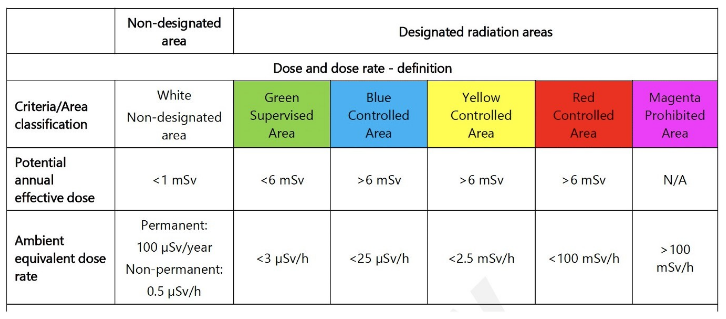 Non-designated area
Designated radiation areas
Dose and dose rate - definition
Criteria/Area classification
White Non-designated area
Green Supervised Area
Blue Controlled Area
Yellow Controlled Area
Red Controlled Area
Magenta Prohibited Area
Potential annual effective dose
<1 mSv
<6 mSv
>6 mSv
>6 mSv
>6 mSv
N/A
Ambient equivalent dose rate
Permanent: 100 µSv/year
Non-permanent: 0.5 µSv/h
<3 µSv/h
<25 µSv/h
<2.5 mSv/h
<100 mSv/h
>100 mSv/h